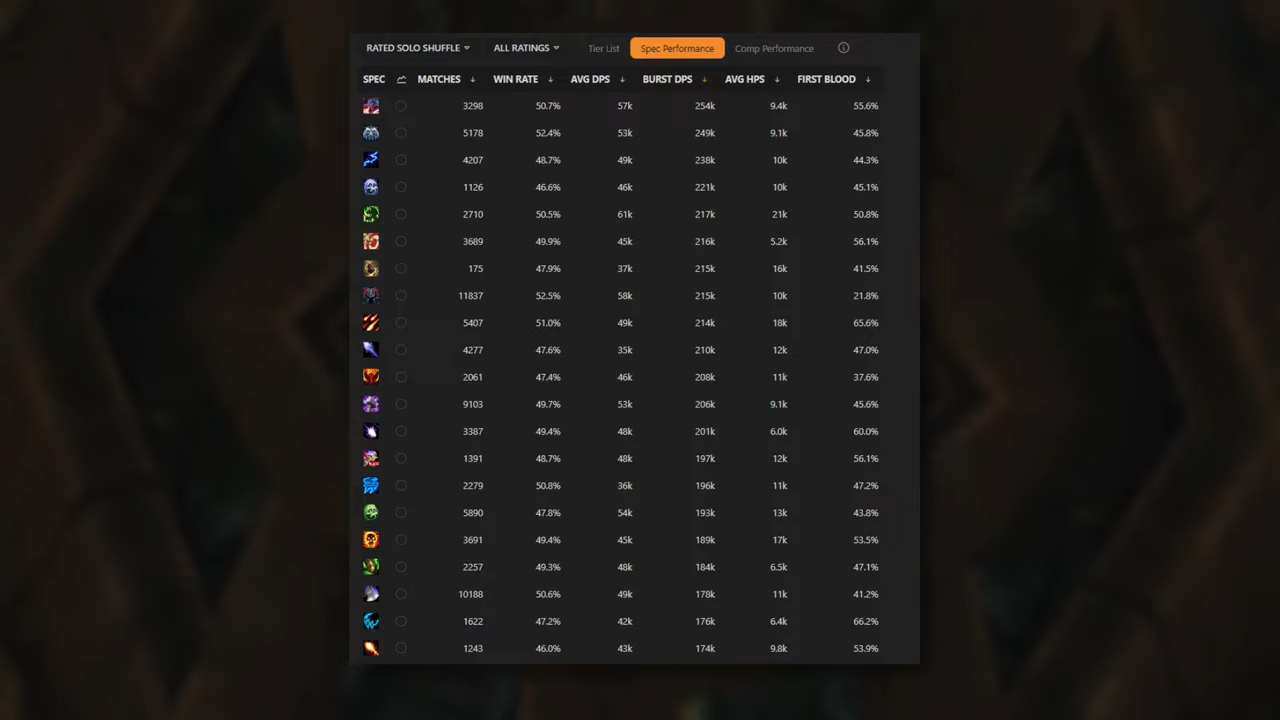 RATED SOLO SHUFFLE ALL RATINGS Tier List Spec Performance Comp Performance
SPEC MATCHES WIN RATE AVG DPS BURST DPS AVG HPS FIRST BLOOD
3298 50.7% 57k 254k 9.4k 55.6%
5178 52.4% 53k 249k 9.1k 45.8%
4207 48.7% 49k 238k 10k 44.3%
1126 46.6% 46k 221k 10k 45.1%
2710 50.5% 61k 217k 21k 50.8%
3689 49.9% 45k 216k 5.2k 56.1%
175 47.9% 37k 215k 16k 41.5%
11837 52.5% 58k 215k 10k 21.8%
5407 51.0% 49k 214k 18k 65.6%
4277 47.6% 35k 210k 12k 47.0%
2061 47.4% 46k 208k 11k 37.6%
9103 49.7% 53k 206k 9.1k 45.6%
3387 49.4% 48k 201k 6.0k 60.0%
1391 48.7% 48k 197k 12k 56.1%
2279 50.8% 36k 196k 11k 47.2%
5890 47.8% 54k 193k 13k 43.8%
3691 49.4% 45k 189k 17k 53.5%
2257 49.3% 48k 184k 6.5k 47.1%
10188 50.6% 49k 178k 11k 41.2%
1622 47.2% 42k 176k 6.4k 66.2%
1243 46.0% 43k 174k 9.8k 53.9%